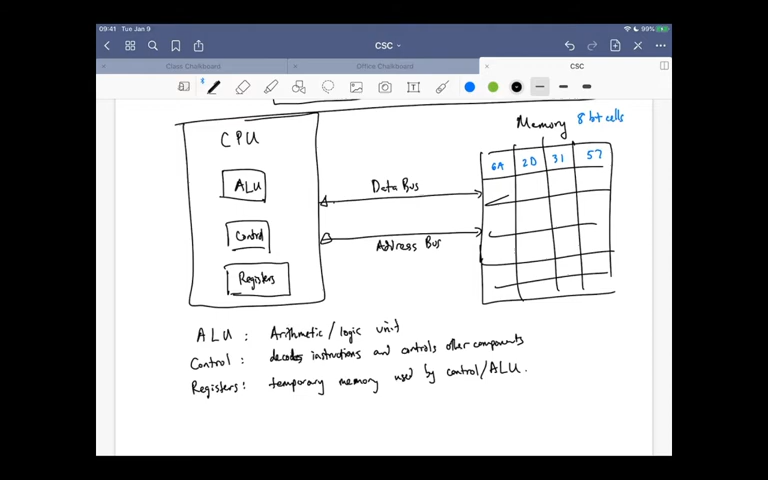 09:41 Tue Jan 9
99%
CSC
Class Chalkboard
Office Chalkboard
CSC
CPU
Memory 8 bit cells
6A 2D 31 57
ALU
Data Bus
Control
Address Bus
Registers
ALU : Arithmetic/logic unit
Control : decodes instructions and controls other components
Registers : temporary memory used by control/ALU.